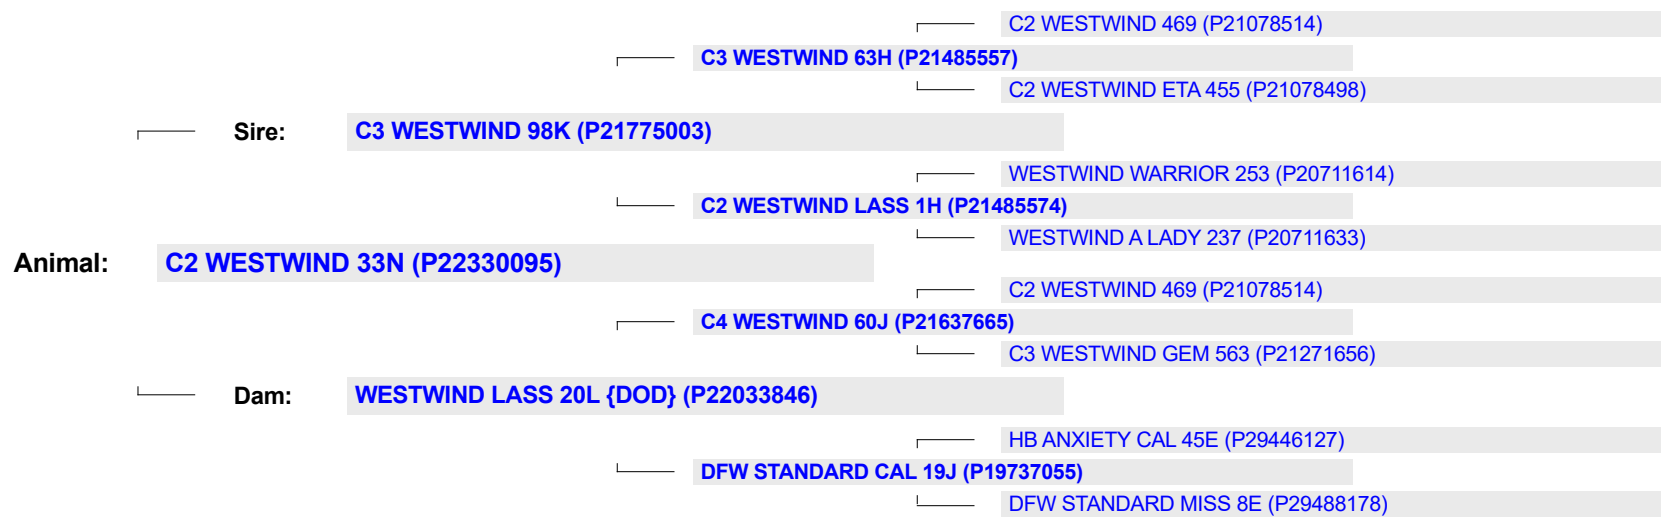 C2 WESTWIND 469 (P21078514)
C3 WESTWIND 63H (P21485557)
C2 WESTWIND ETA 455 (P21078498)
Sire: C3 WESTWIND 98K (P21775003)
WESTWIND WARRIOR 253 (P20711614)
C2 WESTWIND LASS 1H (P21485574)
WESTWIND A LADY 237 (P20711633)
Animal: C2 WESTWIND 33N (P22330095)
C2 WESTWIND 469 (P21078514)
C4 WESTWIND 60J (P21637665)
C3 WESTWIND GEM 563 (P21271656)
Dam: WESTWIND LASS 20L {DOD} (P22033846)
HB ANXIETY CAL 45E (P29446127)
DFW STANDARD CAL 19J (P19737055)
DFW STANDARD MISS 8E (P29488178)